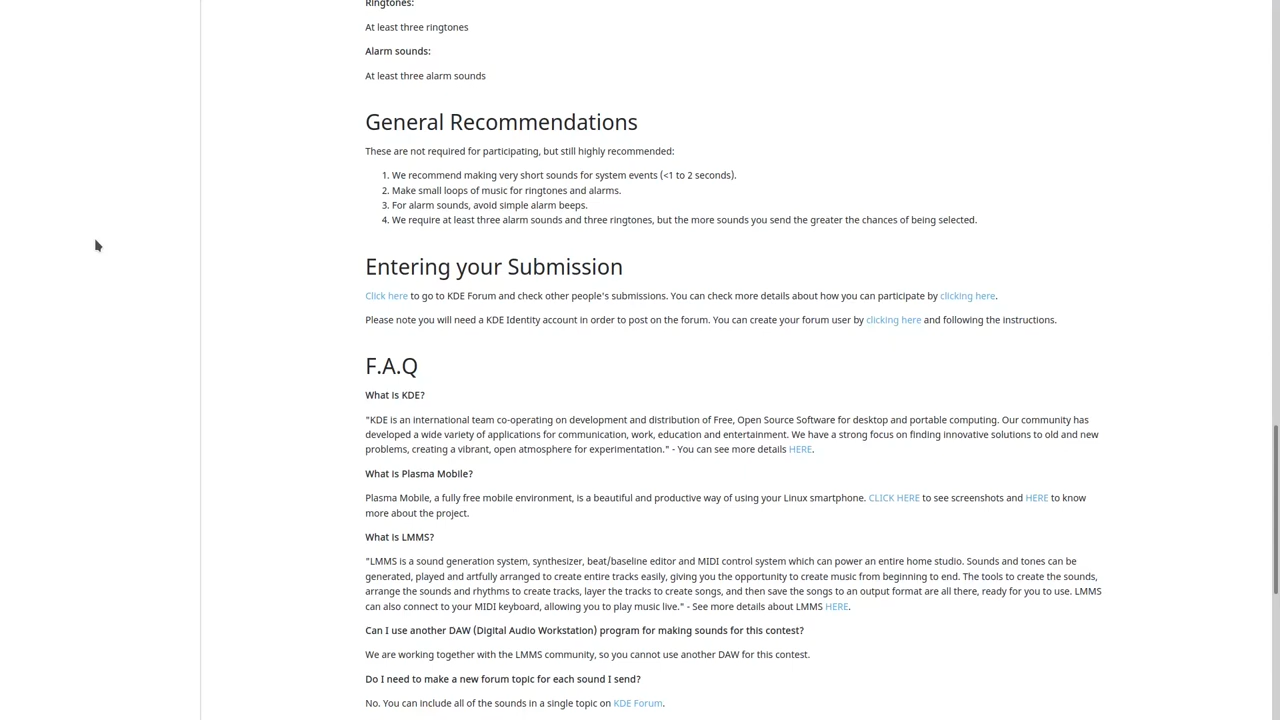 Ringtones:
At least three ringtones
Alarm sounds:
At least three alarm sounds
General Recommendations
These are not required for participating, but still highly recommended:
1. We recommend making very short sounds for system events (<1 to 2 seconds).
2. Make small loops of music for ringtones and alarms.
3. For alarm sounds, avoid simple alarm beeps.
4. We require at least three alarm sounds and three ringtones, but the more sounds you send the greater the chances of being selected.
Entering your Submission
Click here to go to KDE Forum and check other people's submissions. You can check more details about how you can participate by clicking here.
Please note you will need a KDE Identity account in order to post on the forum. You can create your forum user by clicking here and following the instructions.
F.A.Q
What is KDE?
"KDE is an international team co-operating on development and distribution of Free, Open Source Software for desktop and portable computing. Our community has
developed a wide variety of applications for communication, work, education and entertainment. We have a strong focus on finding innovative solutions to old and new
problems, creating a vibrant, open atmosphere for experimentation." - You can see more details HERE.
What is Plasma Mobile?
Plasma Mobile, a fully free mobile environment, is a beautiful and productive way of using your Linux smartphone. CLICK HERE to see screenshots and HERE to know
more about the project.
What is LMMS?
"LMMS is a sound generation system, synthesizer, beat/baseline editor and MIDI control system which can power an entire home studio. Sounds and tones can be
generated, played and artfully arranged to create entire tracks easily, giving you the opportunity to create music from beginning to end. The tools to create the sounds,
arrange the sounds and rhythms to create tracks, layer the tracks to create songs, and then save the songs to an output format are all there, ready for you to use. LMMS
can also connect to your MIDI keyboard, allowing you to play music live." - See more details about LMMS HERE.
Can I use another DAW (Digital Audio Workstation) program for making sounds for this contest?
We are working together with the LMMS community, so you cannot use another DAW for this contest.
Do I need to make a new forum topic for each sound I send?
No. You can include all of the sounds in a single topic on KDE Forum.